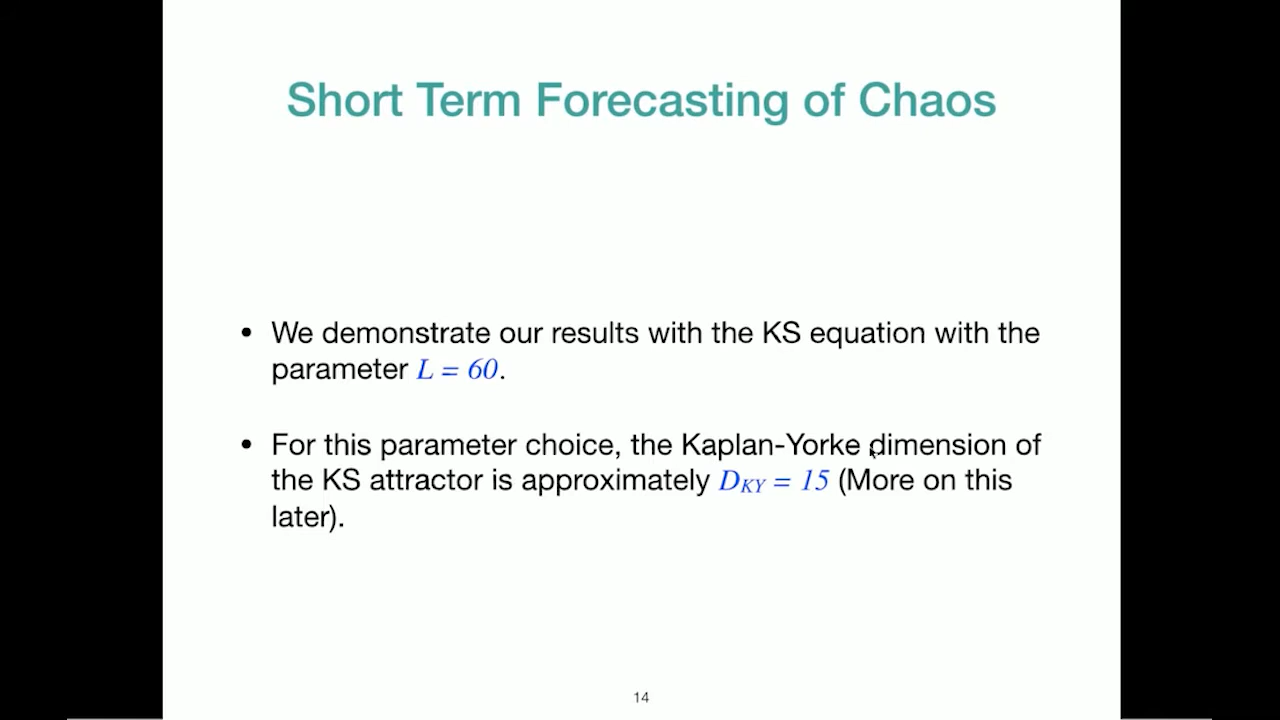 Short Term Forecasting of Chaos
• We demonstrate our results with the KS equation with the
parameter L = 60.
• For this parameter choice, the Kaplan-Yorke dimension of
the KS attractor is approximately D_KY = 15 (More on this
later).
14